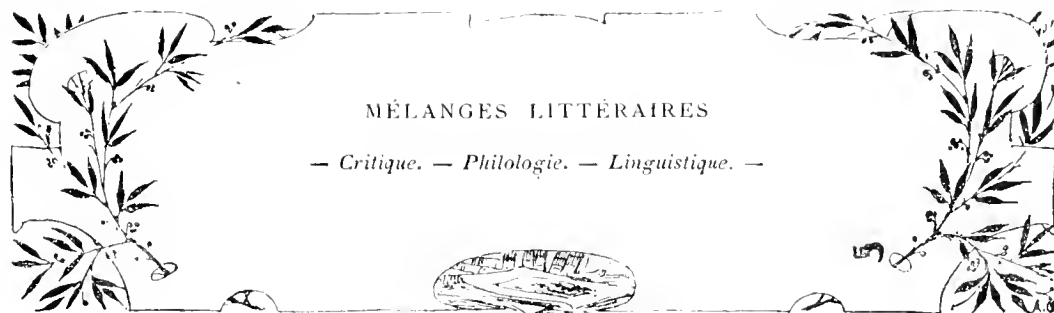 MÉLANGES LITTÉRAIRES
— Critique. — Philologie. — Linguistique. —